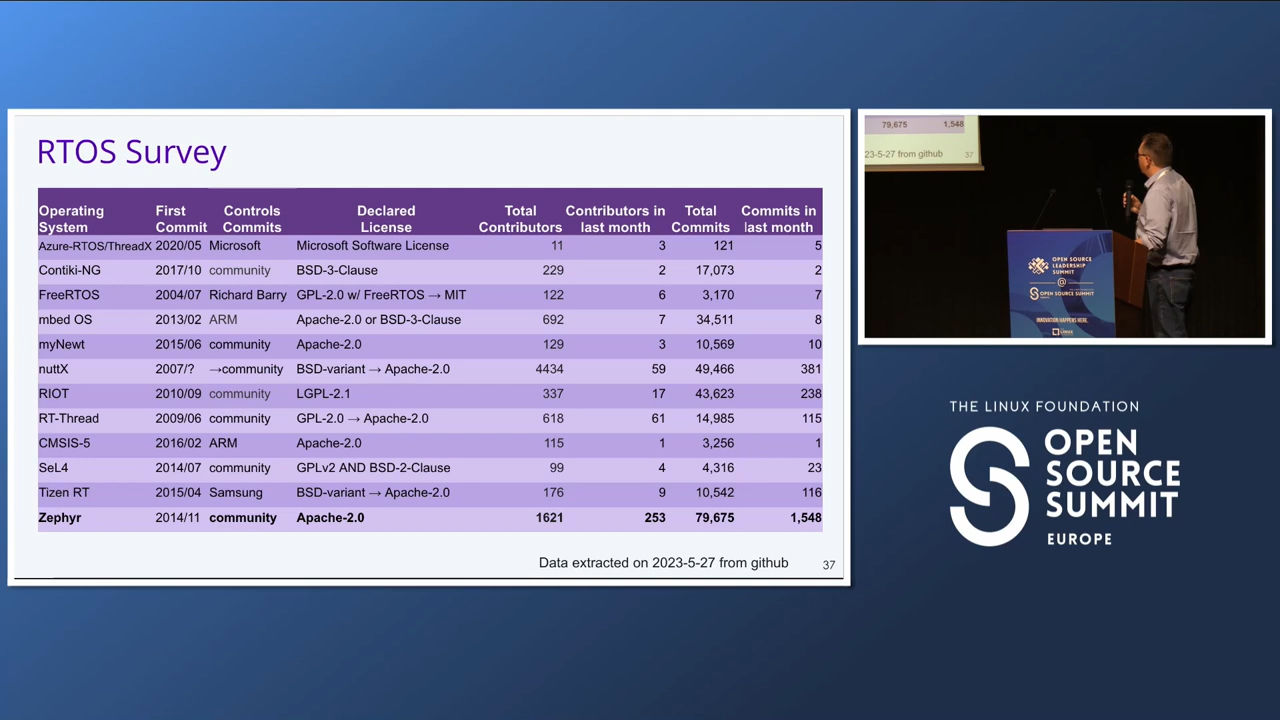 RTOS Survey
Operating System First Commit Controls Commits Declared License Total Contributors Contributors in last month Total Commits Commits in last month
Azure-RTOS/ThreadX 2020/05 Microsoft Microsoft Software License 11 3 121 5
Contiki-NG 2017/10 community BSD-3-Clause 229 2 17,073 2
FreeRTOS 2004/07 Richard Barry GPL-2.0 w/ FreeRTOS → MIT 122 6 3,170 7
mbed OS 2013/02 ARM Apache-2.0 or BSD-3-Clause 692 7 34,511 8
myNewt 2015/06 community Apache-2.0 129 3 10,569 10
nuttX 2007/? →community BSD-variant → Apache-2.0 4434 59 49,466 381
RIOT 2010/09 community LGPL-2.1 337 17 43,623 238
RT-Thread 2009/06 community GPL-2.0 → Apache-2.0 618 61 14,985 115
CMSIS-5 2016/02 ARM Apache-2.0 115 1 3,256 1
SeL4 2014/07 community GPLv2 AND BSD-2-Clause 99 4 4,316 23
Tizen RT 2015/04 Samsung BSD-variant → Apache-2.0 176 9 10,542 116
Zephyr 2014/11 community Apache-2.0 1621 253 79,675 1,548
Data extracted on 2023-5-27 from github 37
79,675 1,548
23-5-27 from github 37
OPEN SOURCE
LEADERSHIP
SUMMIT
@
OPEN SOURCE SUMMIT
INNOVATION HAPPENS HERE.
LINUX
THE LINUX FOUNDATION
OPEN
SOURCE
SUMMIT
EUROPE